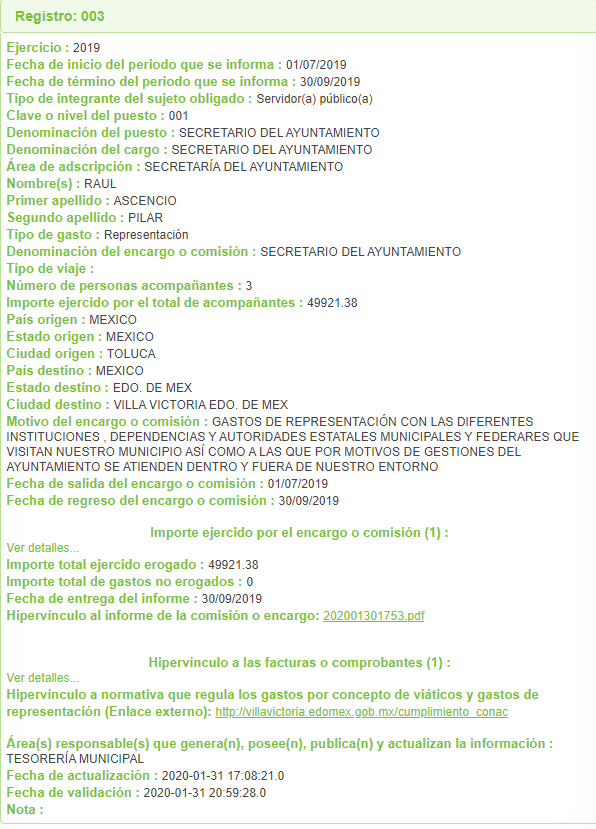 Registro: 003
Ejercicio : 2019
Fecha de inicio del periodo que se informa : 01/07/2019
Fecha de término del periodo que se informa : 30/09/2019
Tipo de integrante del sujeto obligado : Servidor(a) público(a)
Clave o nivel del puesto : 001
Denominación del puesto : SECRETARIO DEL AYUNTAMIENTO
Denominación del cargo : SECRETARIO DEL AYUNTAMIENTO
Área de adscripción : SECRETARÍA DEL AYUNTAMIENTO
Nombre(s) : RAUL
Primer apellido : ASCENCIO
Segundo apellido : PILAR
Tipo de gasto : Representación
Denominación del encargo o comisión : SECRETARIO DEL AYUNTAMIENTO
Tipo de viaje :
Número de personas acompañantes : 3
Importe ejercido por el total de acompañantes : 49921.38
País origen : MEXICO
Estado origen : MEXICO
Ciudad origen : TOLUCA
País destino : MEXICO
Estado destino : EDO. DE MEX
Ciudad destino : VILLA VICTORIA EDO. DE MEX
Motivo del encargo o comisión : GASTOS DE REPRESENTACIÓN CON LAS DIFERENTES
INSTITUCIONES , DEPENDENCIAS Y AUTORIDADES ESTATALES MUNICIPALES Y FEDERARES QUE
VISITAN NUESTRO MUNICIPIO ASÍ COMO A LAS QUE POR MOTIVOS DE GESTIONES DEL
AYUNTAMIENTO SE ATIENDEN DENTRO Y FUERA DE NUESTRO ENTORNO
Fecha de salida del encargo o comisión : 01/07/2019
Fecha de regreso del encargo o comisión : 30/09/2019
Importe ejercido por el encargo o comisión (1) :
Ver detalles...
Importe total ejercido erogado : 49921.38
Importe total de gastos no erogados : 0
Fecha de entrega del informe : 30/09/2019
Hipervínculo al informe de la comisión o encargo: 202001301753.pdf
Hipervínculo a las facturas o comprobantes (1) :
Ver detalles...
Hipervínculo a normativa que regula los gastos por concepto de viáticos y gastos de
representación (Enlace externo): http://villavictoria.edomex.gob.mx/cumplimiento_conac
Área(s) responsable(s) que genera(n), posee(n), publica(n) y actualizan la información :
TESORERÍA MUNICIPAL
Fecha de actualización : 2020-01-31 17:08:21.0
Fecha de validación : 2020-01-31 20:59:28.0
Nota :